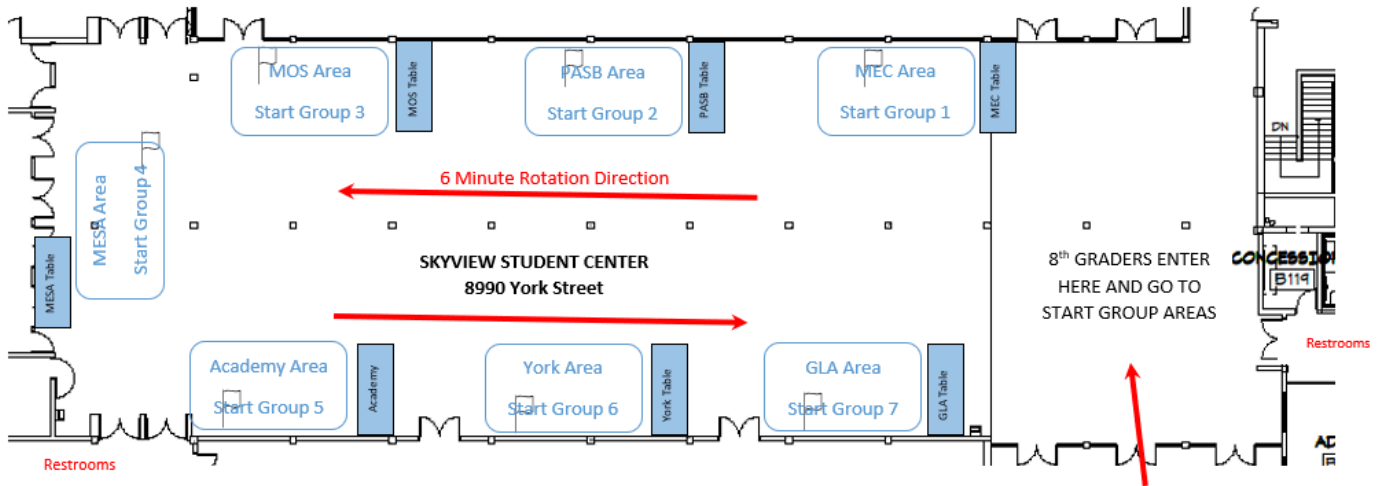 MOS Area
Start Group 3
MOS Table
PASB Area
Start Group 2
PASB Table
MEC Area
Start Group 1
MEC Table
DN
MESA Area
Start Group 4
MESA Table
6 Minute Rotation Direction
SKYVIEW STUDENT CENTER
8990 York Street
8th GRADERS ENTER
HERE AND GO TO
START GROUP AREAS
CONCESSION
B119
Restrooms
Academy Area
Start Group 5
Academy
York Area
Start Group 6
York Table
GLA Area
Start Group 7
GLA Table
AD
Restrooms